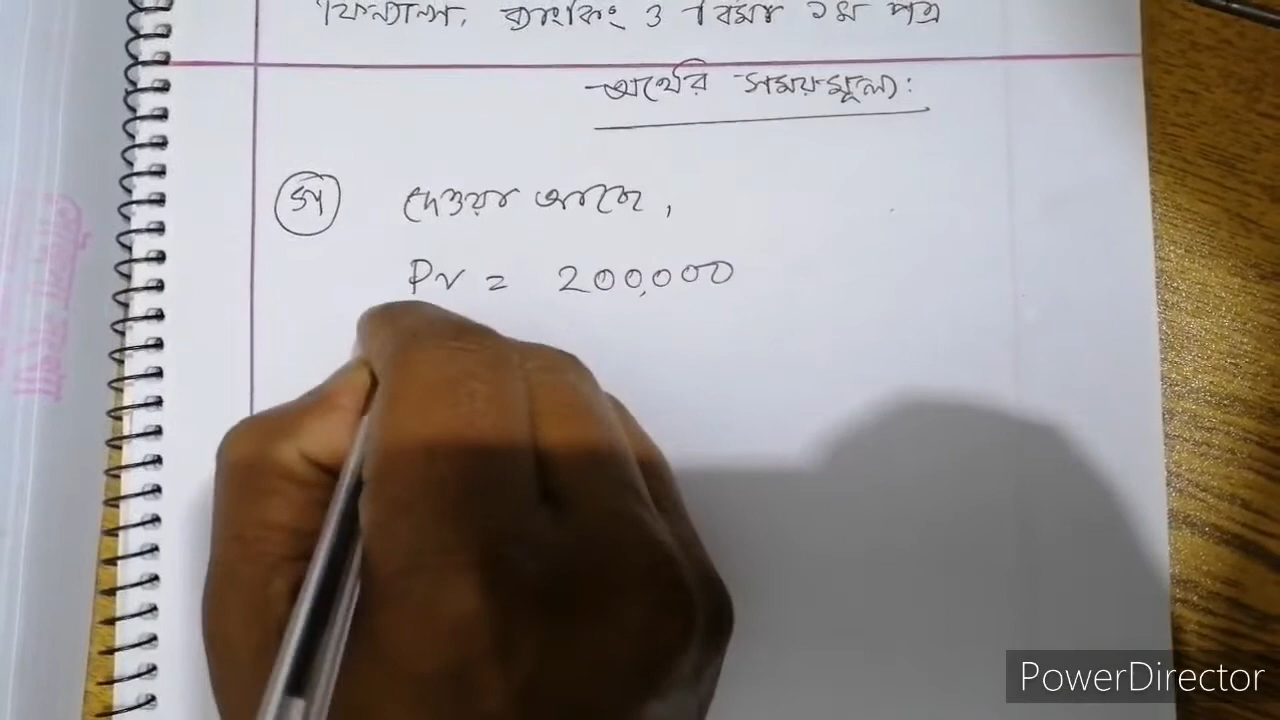 ফিন্যান্স, ব্যাংকিং ও বিমা ১ম পত্র
অর্থের সময়মূল্য:
দেওয়া আছে,
PV = 200,000
PowerDirector